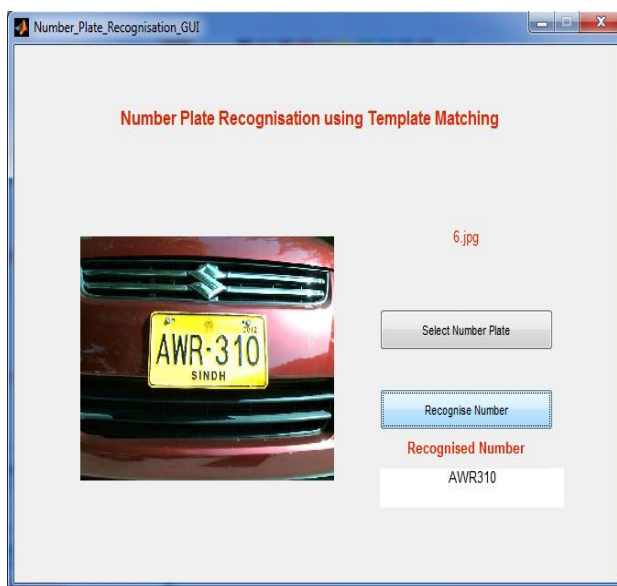 Number_Plate_Recognisation_GUI
Number Plate Recognisation using Template Matching
6.jpg
2012
AWR-310
SINDH
Select Number Plate
Recognise Number
Recognised Number
AWR310